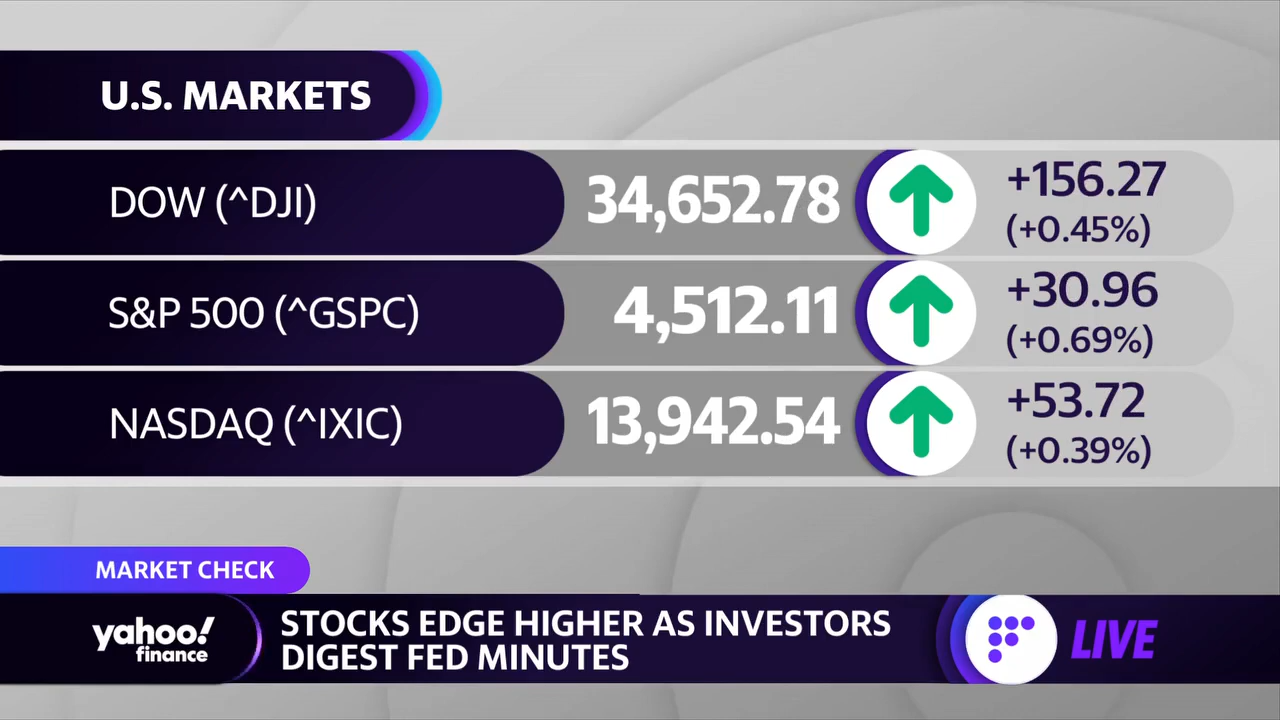 U.S. MARKETS
DOW (^DJI) 34,652.78 +156.27
(+0.45%)
S&P 500 (^GSPC) 4,512.11 +30.96
(+0.69%)
NASDAQ (^IXIC) 13,942.54 +53.72
(+0.39%)
MARKET CHECK
yahoo!
finance
STOCKS EDGE HIGHER AS INVESTORS
DIGEST FED MINUTES
LIVE